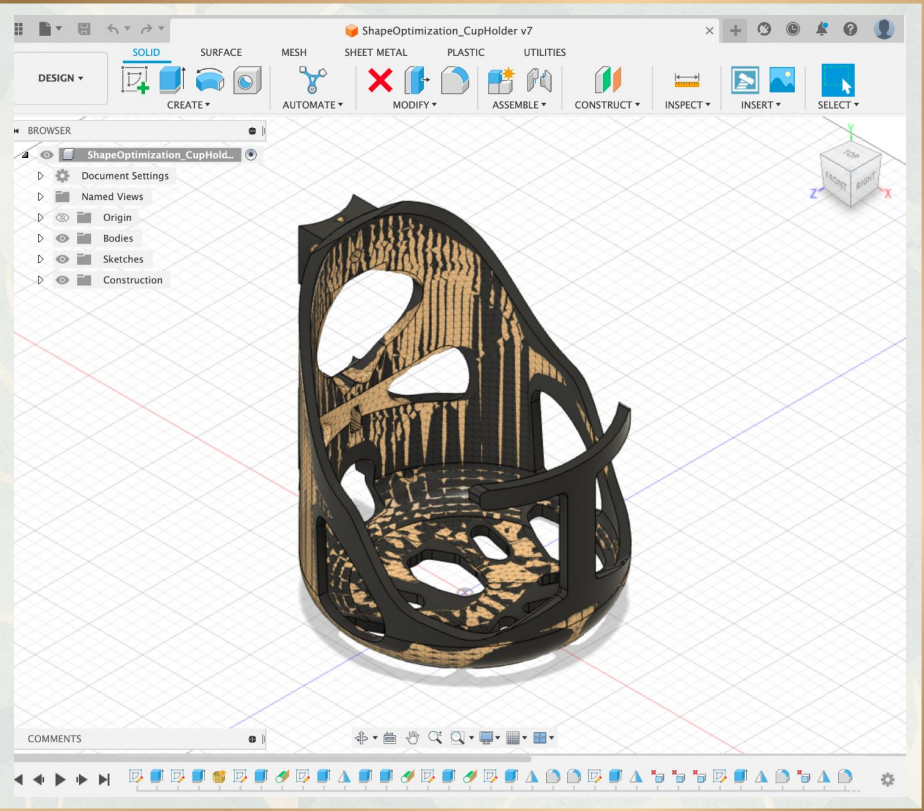 ShapeOptimization_CupHolder v7
SOLID SURFACE MESH SHEET METAL PLASTIC UTILITIES
DESIGN
CREATE AUTOMATE MODIFY ASSEMBLE CONSTRUCT INSPECT INSERT SELECT
BROWSER
ShapeOptimization_CupHold..
Document Settings
Named Views
Origin
Bodies
Sketches
Construction
Y
TOP
FRONT RIGHT
Z X
COMMENTS